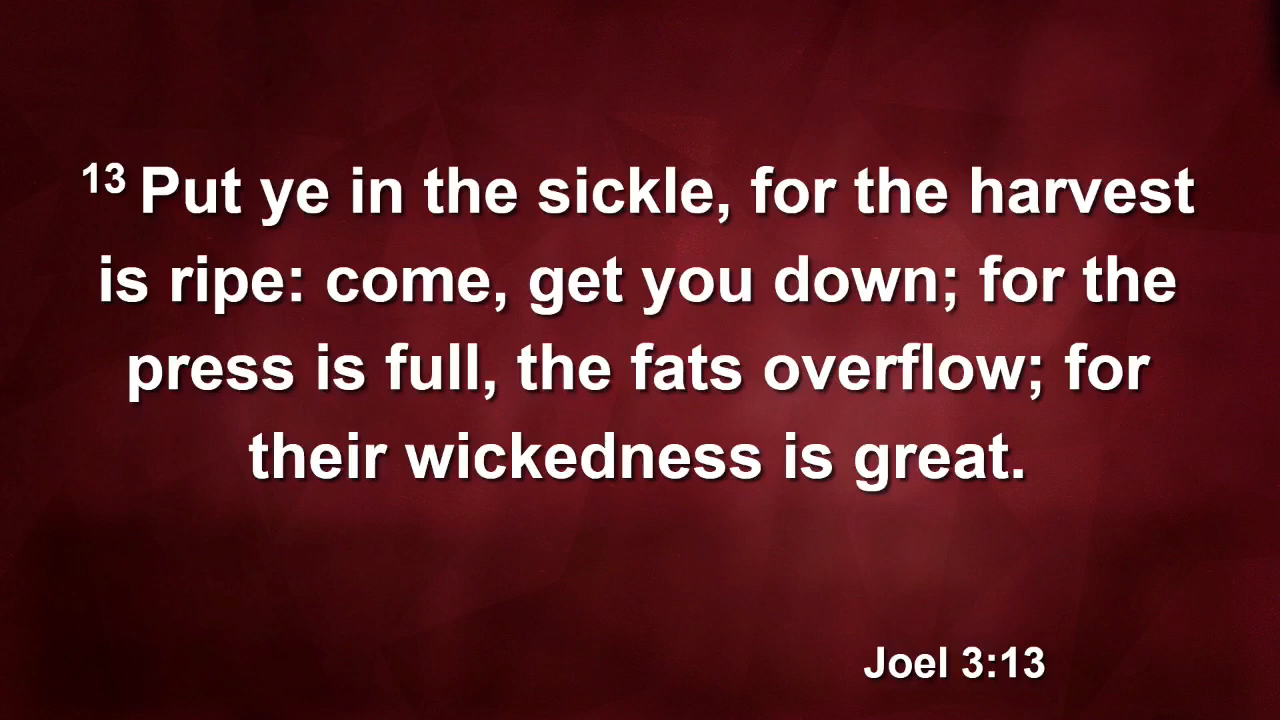 13 Put ye in the sickle, for the harvest
is ripe: come, get you down; for the
press is full, the fats overflow; for
their wickedness is great.
Joel 3:13